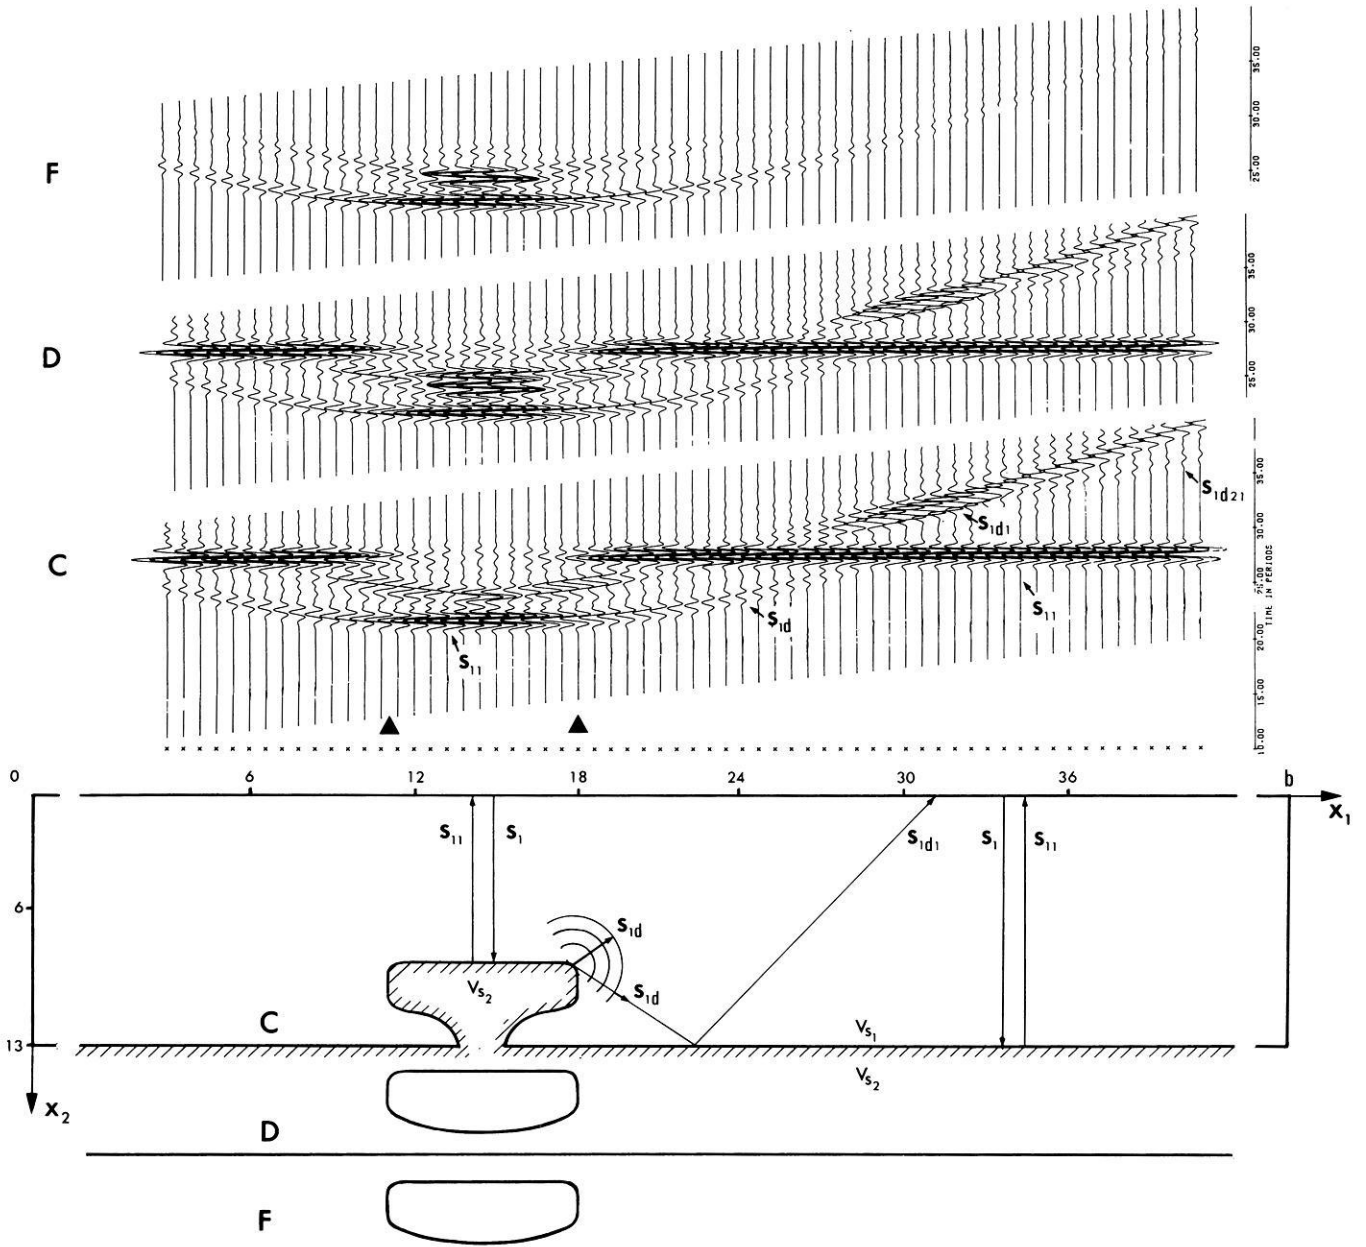 F
35.00
30.00
25.00
D
35.00
30.00
25.00
C
35.00
30.00
25.00
20.00
15.00
10.00
TIME IN PERIODS
S1d21
S1d1
S11
S1d
S11
0 6 12 18 24 30 36 b
x1
S11 S1 S1d1 S1 S11
6
S1d
S1d
Vs2
C
Vs1
13
Vs2
x2
D
F